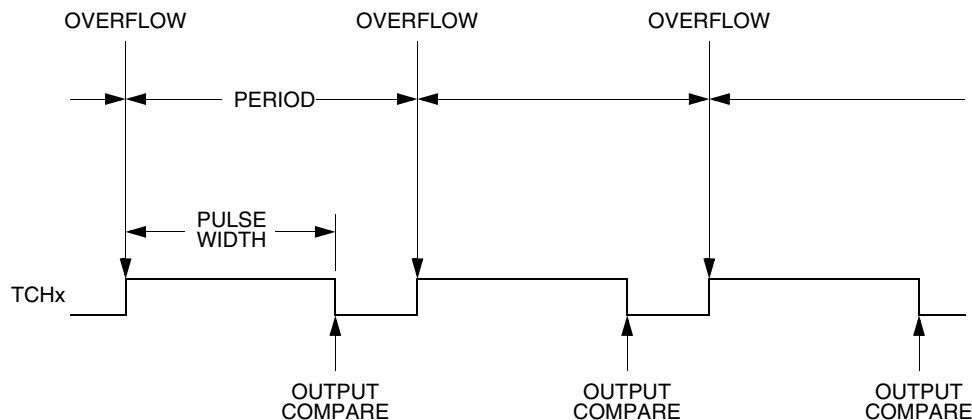 OVERFLOW OVERFLOW OVERFLOW
PERIOD
PULSE
WIDTH
TCHx
OUTPUT
COMPARE
OUTPUT
COMPARE
OUTPUT
COMPARE